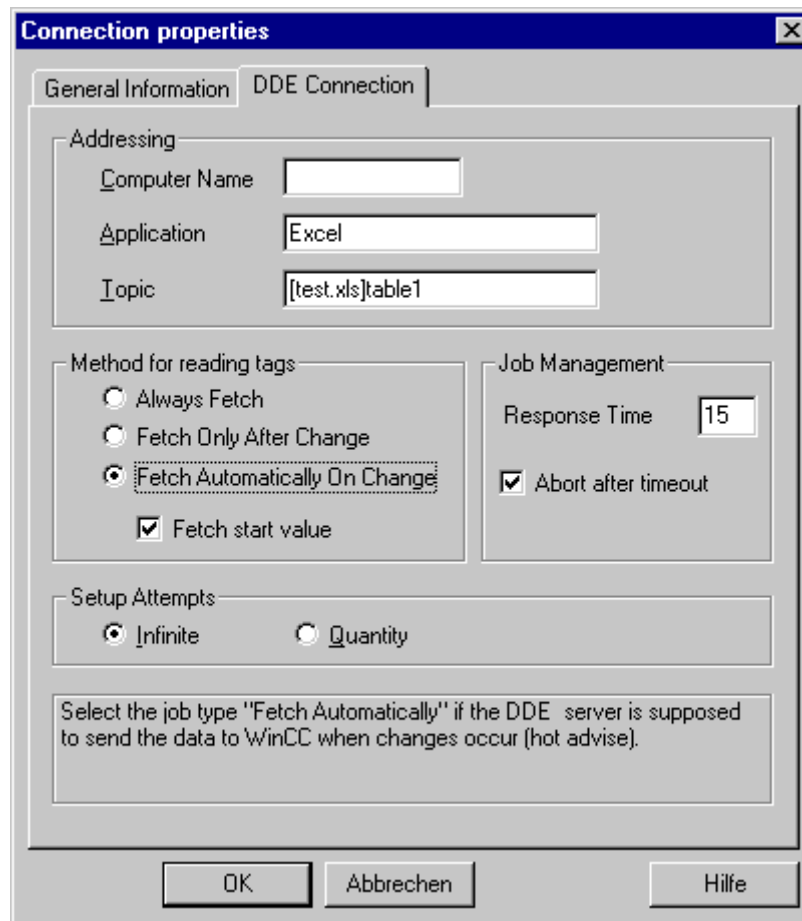 Connection properties
General Information
DDE Connection
Addressing
Computer Name
Application
Excel
Topic
[test.xls]table1
Method for reading tags
Always Fetch
Fetch Only After Change
Fetch Automatically On Change
Fetch start value
Job Management
Response Time
15
Abort after timeout
Setup Attempts
Infinite
Quantity
Select the job type "Fetch Automatically" if the DDE server is supposed
to send the data to WinCC when changes occur (hot advise).
OK
Abbrechen
Hilfe